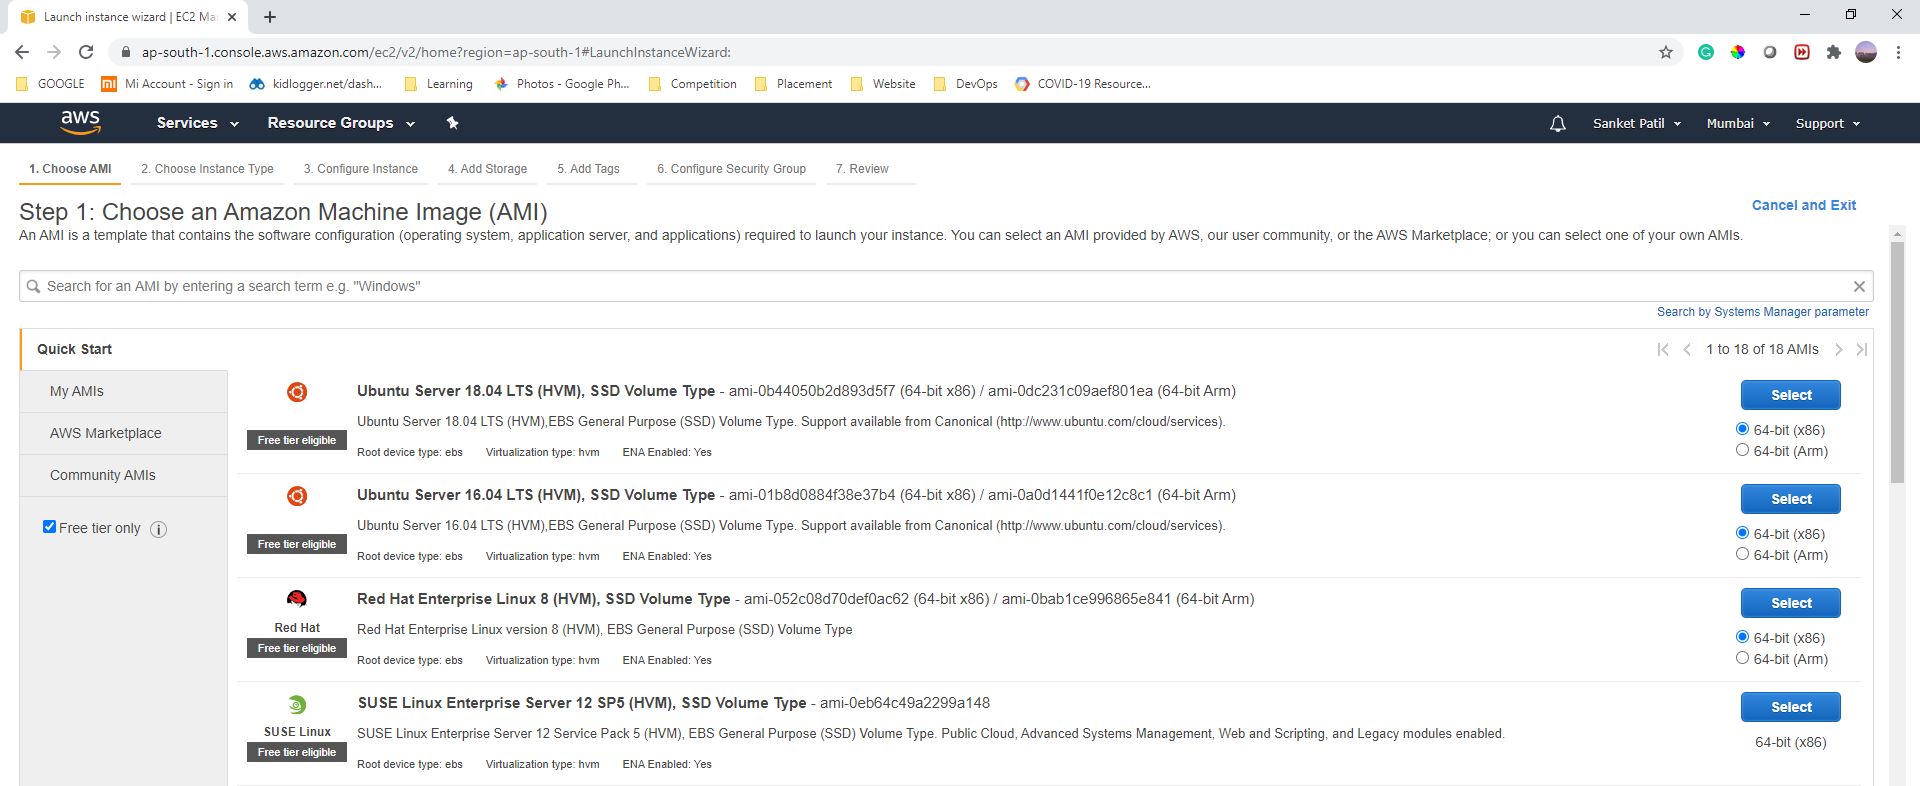 Launch instance wizard | EC2 Ma
ap-south-1.console.aws.amazon.com/ec2/v2/home?region=ap-south-1#LaunchInstanceWizard:
GOOGLE Mi Account - Sign in kidlogger.net/dash... Learning Photos - Google Ph... Competition Placement Website DevOps COVID-19 Resource...
aws Services Resource Groups Sanket Patil Mumbai Support
1. Choose AMI 2. Choose Instance Type 3. Configure Instance 4. Add Storage 5. Add Tags 6. Configure Security Group 7. Review
Step 1: Choose an Amazon Machine Image (AMI)
Cancel and Exit
An AMI is a template that contains the software configuration (operating system, application server, and applications) required to launch your instance. You can select an AMI provided by AWS, our user community, or the AWS Marketplace; or you can select one of your own AMIs.
Search for an AMI by entering a search term e.g. "Windows"
Search by Systems Manager parameter
Quick Start
1 to 18 of 18 AMIs
My AMIs
AWS Marketplace
Community AMIs
Free tier only
Ubuntu Server 18.04 LTS (HVM), SSD Volume Type - ami-0b44050b2d893d5f7 (64-bit x86) / ami-0dc231c09aef801ea (64-bit Arm)
Select
Ubuntu Server 18.04 LTS (HVM),EBS General Purpose (SSD) Volume Type. Support available from Canonical (http://www.ubuntu.com/cloud/services).
64-bit (x86)
Free tier eligible
Root device type: ebs Virtualization type: hvm ENA Enabled: Yes
64-bit (Arm)
Ubuntu Server 16.04 LTS (HVM), SSD Volume Type - ami-01b8d0884f38e37b4 (64-bit x86) / ami-0a0d1441f0e12c8c1 (64-bit Arm)
Select
Ubuntu Server 16.04 LTS (HVM),EBS General Purpose (SSD) Volume Type. Support available from Canonical (http://www.ubuntu.com/cloud/services).
64-bit (x86)
Free tier eligible
Root device type: ebs Virtualization type: hvm ENA Enabled: Yes
64-bit (Arm)
Red Hat Enterprise Linux 8 (HVM), SSD Volume Type - ami-052c08d70def0ac62 (64-bit x86) / ami-0bab1ce996865e841 (64-bit Arm)
Select
Red Hat
Red Hat Enterprise Linux version 8 (HVM), EBS General Purpose (SSD) Volume Type
64-bit (x86)
Free tier eligible
Root device type: ebs Virtualization type: hvm ENA Enabled: Yes
64-bit (Arm)
SUSE Linux Enterprise Server 12 SP5 (HVM), SSD Volume Type - ami-0eb64c49a2299a148
Select
SUSE Linux
SUSE Linux Enterprise Server 12 Service Pack 5 (HVM), EBS General Purpose (SSD) Volume Type. Public Cloud, Advanced Systems Management, Web and Scripting, and Legacy modules enabled.
64-bit (x86)
Free tier eligible
Root device type: ebs Virtualization type: hvm ENA Enabled: Yes